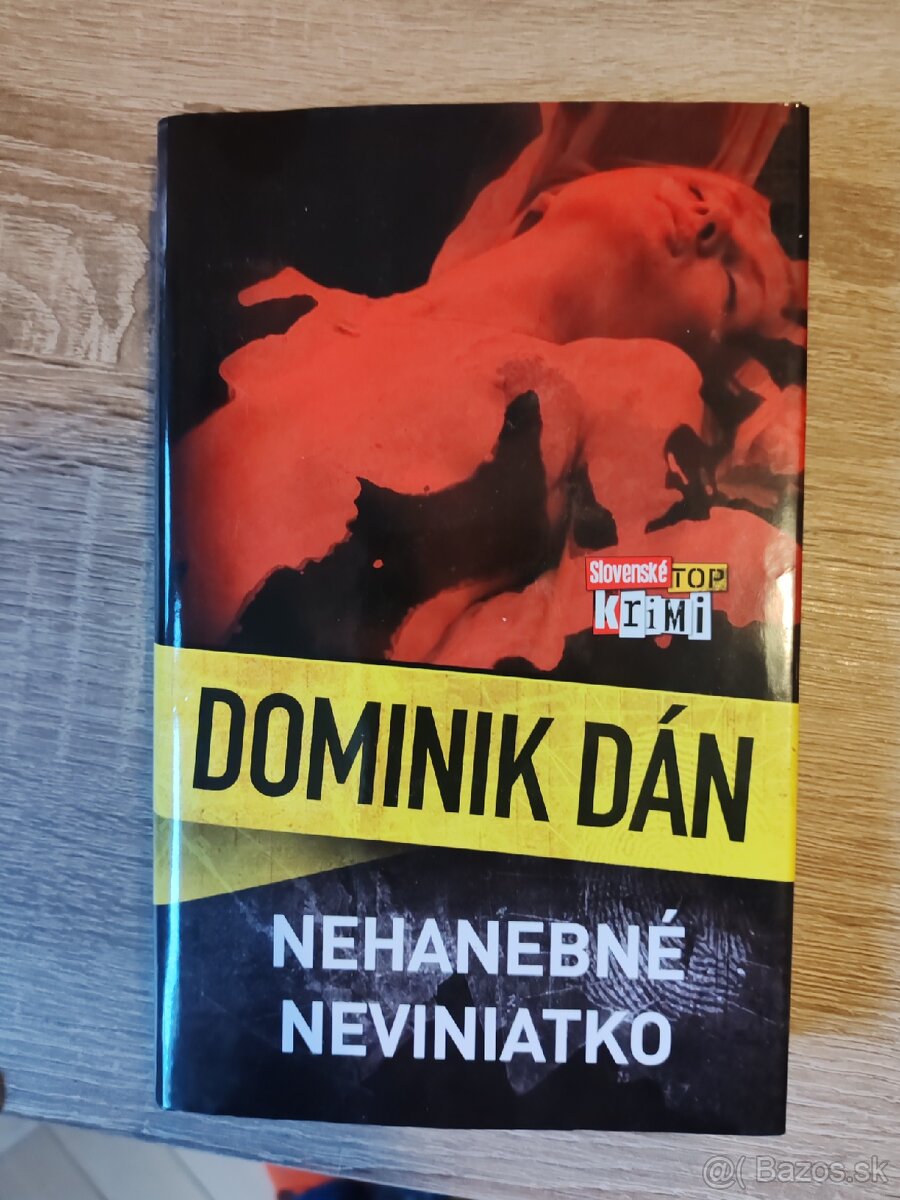 Slovenské TOP
KRiMi
DOMINIK DÁN
NEHANEBNÉ
NEVINIATKO
@( Bazos.sk